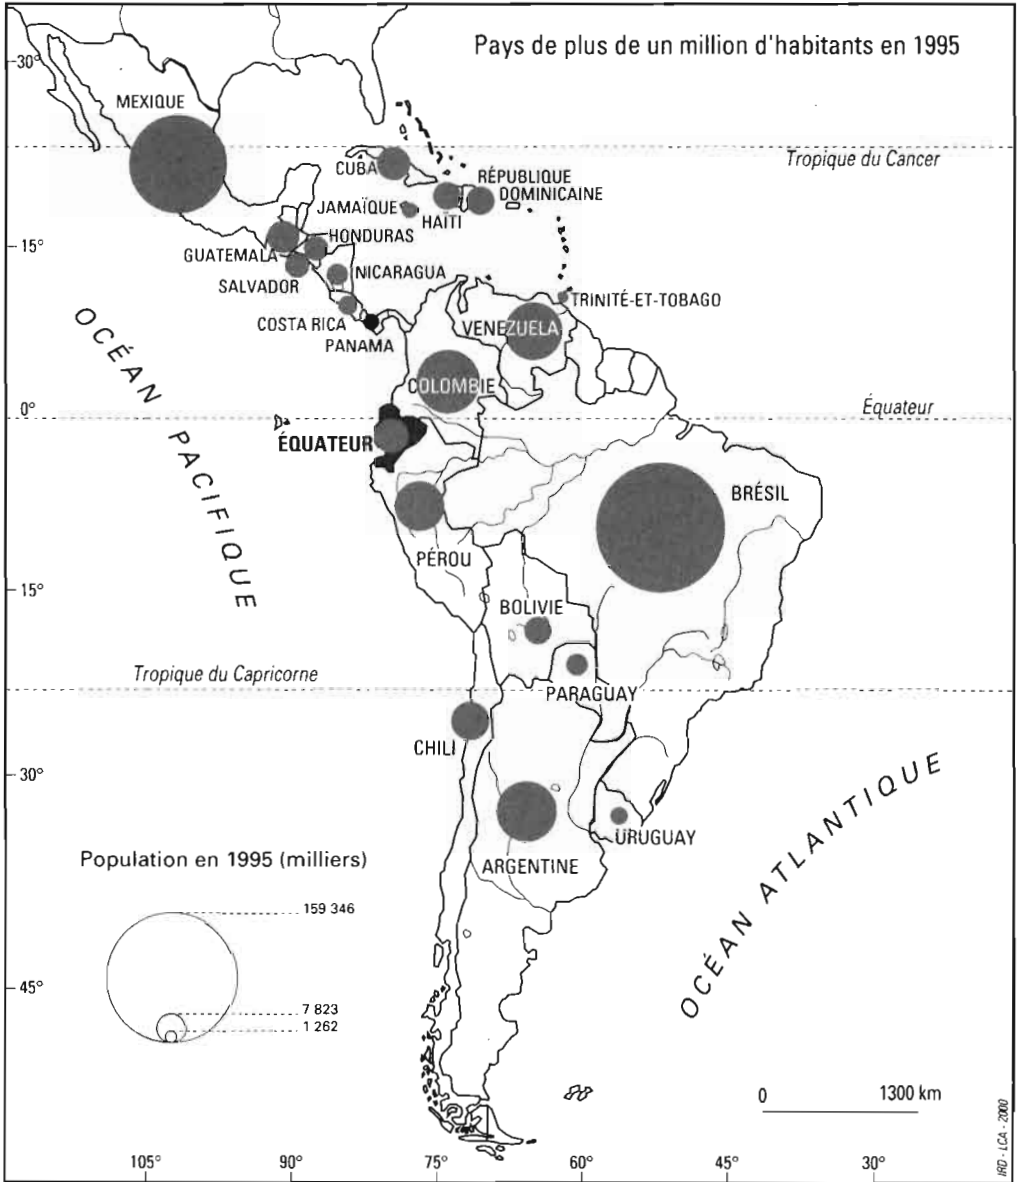 Pays de plus de un million d'habitants en 1995
30°
MEXIQUE
Tropique du Cancer
CUBA
RÉPUBLIQUE
DOMINICAINE
JAMAÏQUE
HAÏTI
15°
HONDURAS
GUATEMALA
NICARAGUA
SALVADOR
TRINITÉ-ET-TOBAGO
COSTA RICA
VENEZUELA
PANAMA
COLOMBIE
OCÉAN PACIFIQUE
0°
Équateur
ÉQUATEUR
BRÉSIL
PÉROU
15°
BOLIVIE
Tropique du Capricorne
PARAGUAY
CHILI
30°
URUGUAY
ARGENTINE
OCÉAN ATLANTIQUE
Population en 1995 (milliers)
159 346
7 823
1 262
45°
0 1300 km
105° 90° 75° 60° 45° 30°
IRD - LCA - 2000